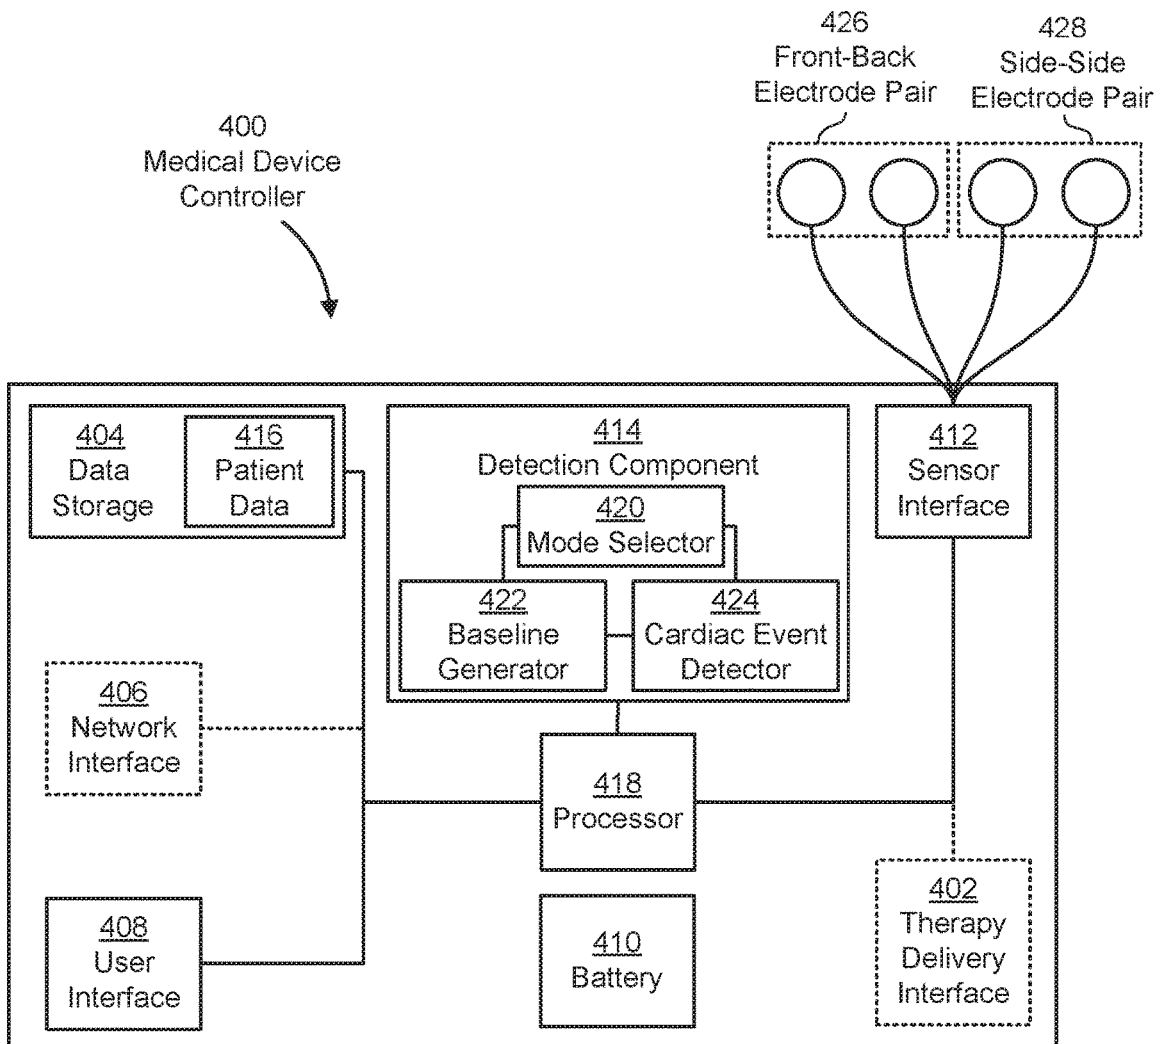 426
Front-Back
Electrode Pair
428
Side-Side
Electrode Pair
400
Medical Device
Controller
404
Data
Storage
416
Patient
Data
414
Detection Component
420
Mode Selector
422
Baseline
Generator
424
Cardiac Event
Detector
412
Sensor
Interface
406
Network
Interface
418
Processor
408
User
Interface
410
Battery
402
Therapy
Delivery
Interface